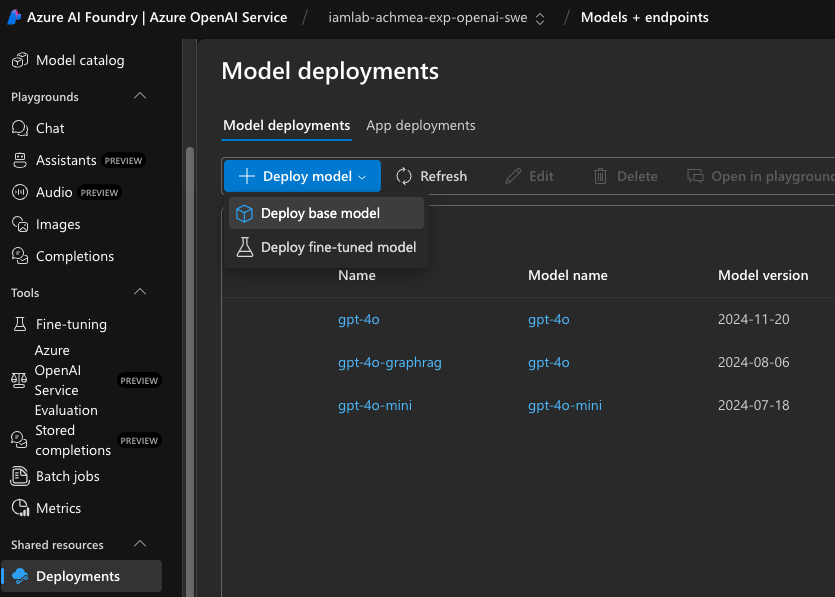 Azure AI Foundry | Azure OpenAI Service / iamlab-achmea-exp-openai-swe / Models + endpoints
Model catalog
Playgrounds
Chat
Assistants PREVIEW
Audio PREVIEW
Images
Completions
Tools
Fine-tuning
Azure
OpenAI
Service
Evaluation
PREVIEW
Stored
completions
PREVIEW
Batch jobs
Metrics
Shared resources
Deployments
Model deployments
Model deployments App deployments
Deploy model Refresh Edit Delete Open in playground
Deploy base model
Deploy fine-tuned model
Name Model name Model version
gpt-4o gpt-4o 2024-11-20
gpt-4o-graphrag gpt-4o 2024-08-06
gpt-4o-mini gpt-4o-mini 2024-07-18